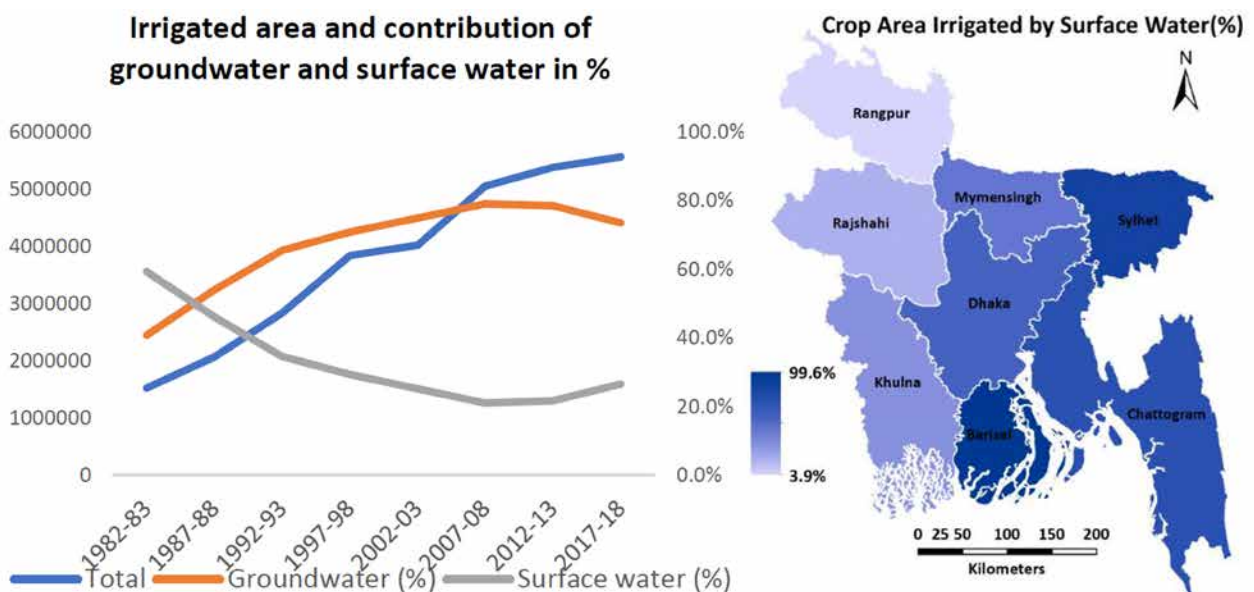 Irrigated area and contribution of
groundwater and surface water in %
6000000
5000000
4000000
3000000
2000000
1000000
0
100.0%
80.0%
60.0%
40.0%
20.0%
0.0%
1982-83
1987-88
1992-93
1997-98
2002-03
2007-08
2012-13
2017-18
Total
Groundwater (%)
Surface water (%)
Crop Area Irrigated by Surface Water(%)
N
Rangpur
Mymensingh
Sylhet
Rajshahi
Dhaka
Khulna
Barisal
Chattogram
99.6%
3.9%
0 25 50 100 150 200
Kilometers